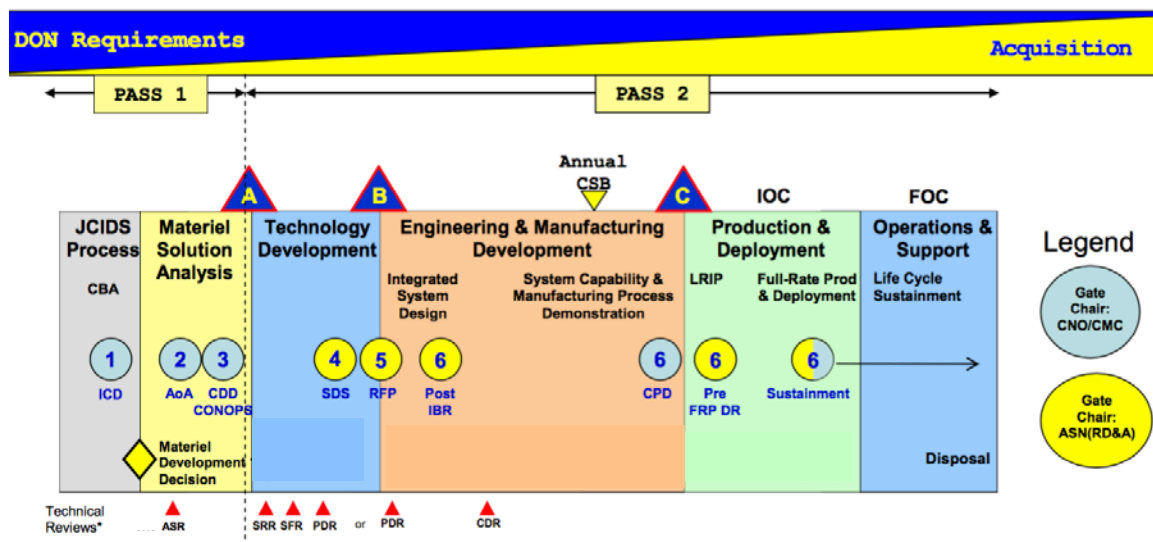 DON Requirements
Acquisition
PASS 1
PASS 2
Annual
CSB
A
B
C
IOC
FOC
JCIDS
Process
CBA
Materiel
Solution
Analysis
Technology
Development
Engineering & Manufacturing
Development
Integrated
System
Design
System Capability &
Manufacturing Process
Demonstration
Production &
Deployment
LRIP
Full-Rate Prod
& Deployment
Operations &
Support
Life Cycle
Sustainment
1
ICD
2
AoA
3
CDD
CONOPS
4
SDS
5
RFP
6
Post
IBR
6
CPD
6
Pre
FRP DR
6
Sustainment
Materiel
Development
Decision
Disposal
Legend
Gate
Chair:
CNO/CMC
Gate
Chair:
ASN(RD&A)
Technical
Reviews*
ASR
SRR
SFR
PDR
or
PDR
CDR